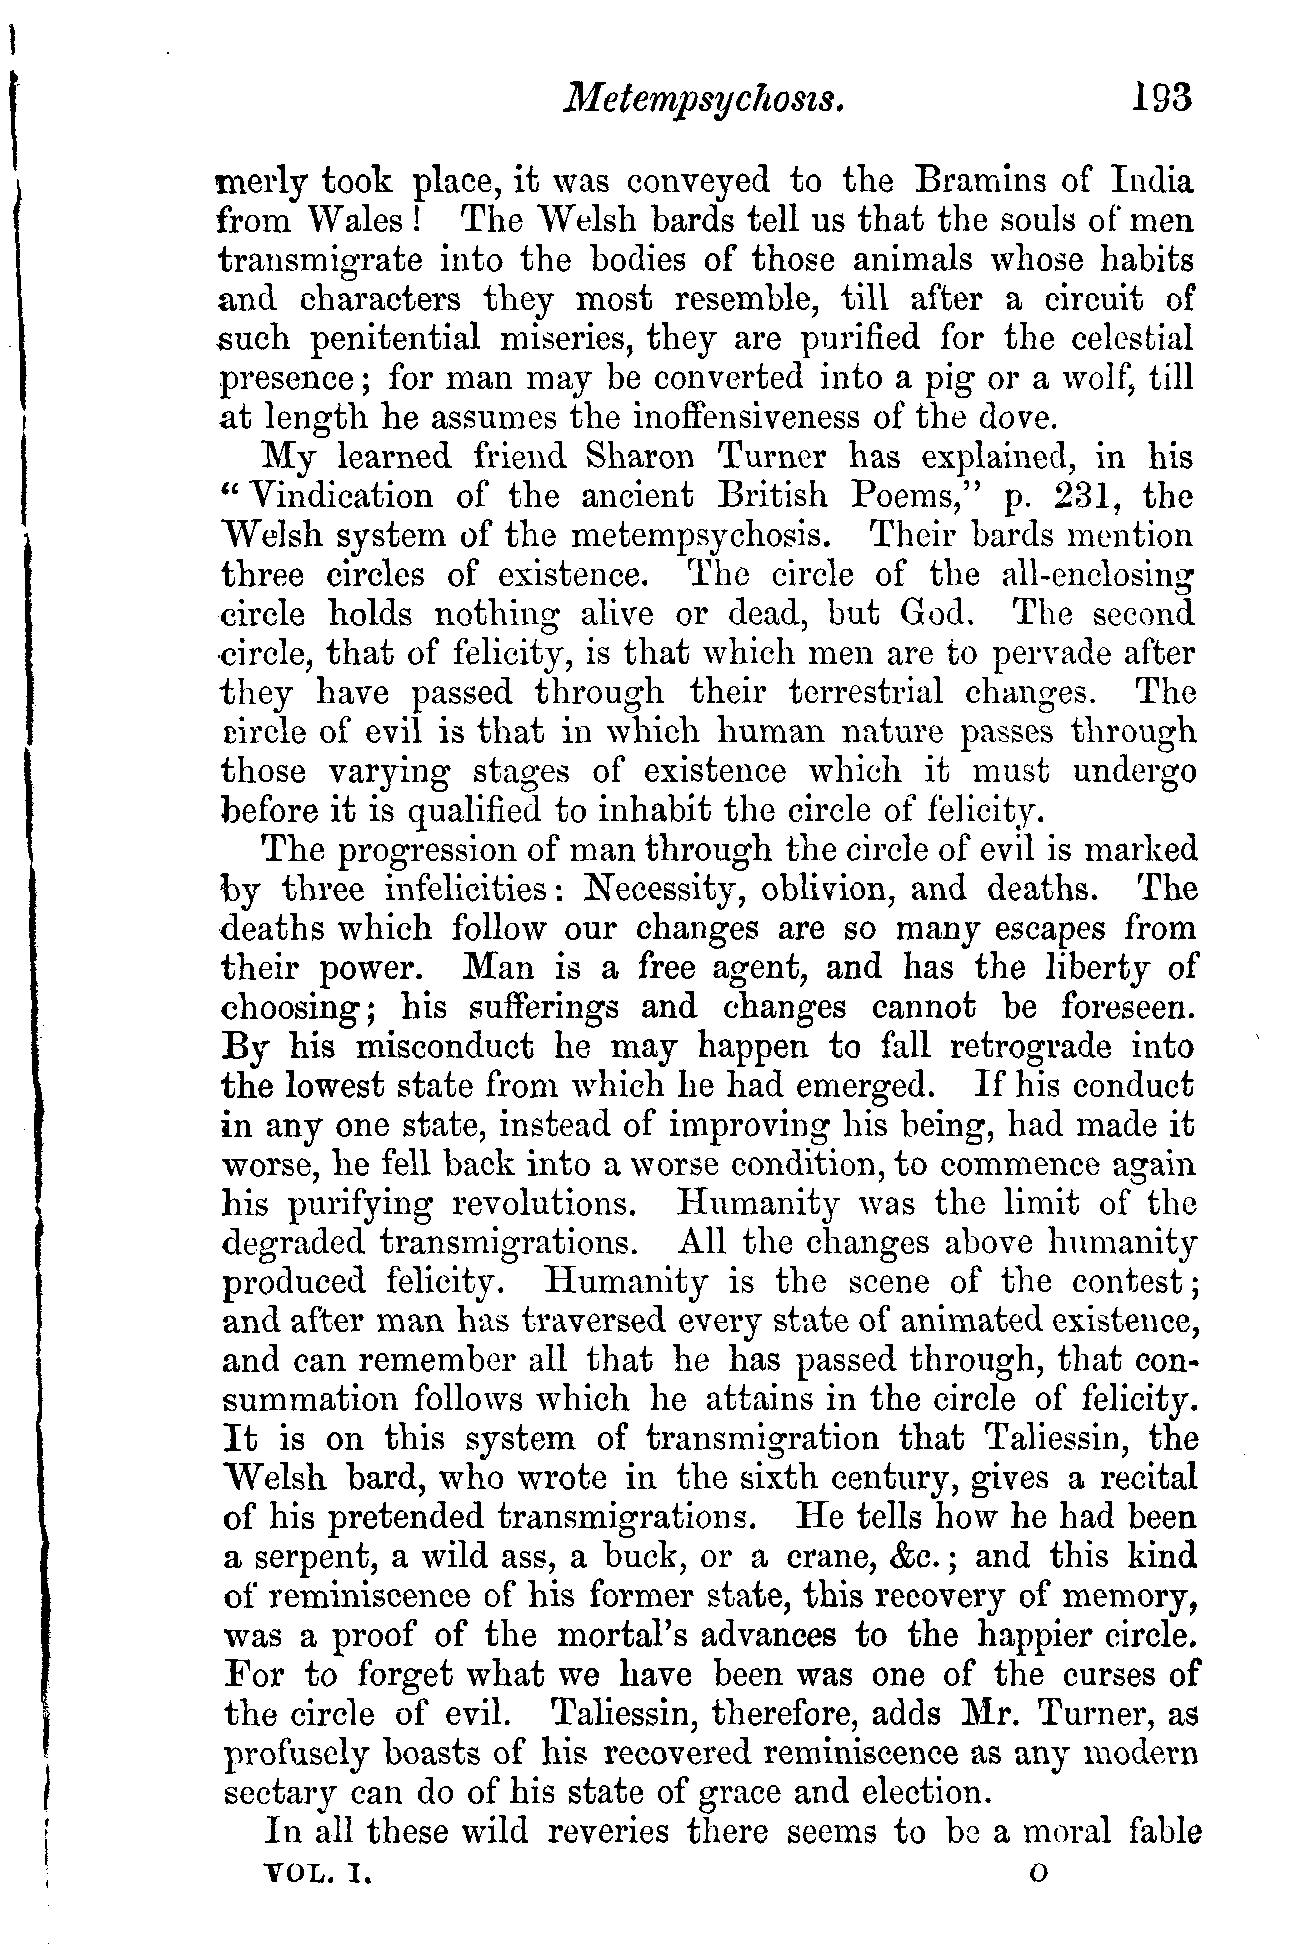 Metempsychosis. 193
merly took place, it was conveyed to the Bramins of India
from Wales! The Welsh bards tell us that the souls of men
transmigrate into the bodies of those animals whose habits
and characters they most resemble, till after a circuit of
such penitential miseries, they are purified for the celestial
presence; for man may be converted into a pig or a wolf, till
at length he assumes the inoffensiveness of the dove.
My learned friend Sharon Turner has explained, in his
“Vindication of the ancient British Poems,” p. 231, the
Welsh system of the metempsychosis. Their bards mention
three circles of existence. The circle of the all-enclosing
circle holds nothing alive or dead, but God. The second
circle, that of felicity, is that which men are to pervade after
they have passed through their terrestrial changes. The
circle of evil is that in which human nature passes through
those varying stages of existence which it must undergo
before it is qualified to inhabit the circle of felicity.
The progression of man through the circle of evil is marked
by three infelicities: Necessity, oblivion, and deaths. The
deaths which follow our changes are so many escapes from
their power. Man is a free agent, and has the liberty of
choosing; his sufferings and changes cannot be foreseen.
By his misconduct he may happen to fall retrograde into
the lowest state from which he had emerged. If his conduct
in any one state, instead of improving his being, had made it
worse, he fell back into a worse condition, to commence again
his purifying revolutions. Humanity was the limit of the
degraded transmigrations. All the changes above humanity
produced felicity. Humanity is the scene of the contest;
and after man has traversed every state of animated existence,
and can remember all that he has passed through, that con-
summation follows which he attains in the circle of felicity.
It is on this system of transmigration that Taliessin, the
Welsh bard, who wrote in the sixth century, gives a recital
of his pretended transmigrations. He tells how he had been
a serpent, a wild ass, a buck, or a crane, &c.; and this kind
of reminiscence of his former state, this recovery of memory,
was a proof of the mortal’s advances to the happier circle.
For to forget what we have been was one of the curses of
the circle of evil. Taliessin, therefore, adds Mr. Turner, as
profusely boasts of his recovered reminiscence as any modern
sectary can do of his state of grace and election.
In all these wild reveries there seems to be a moral fable
VOL. I. O